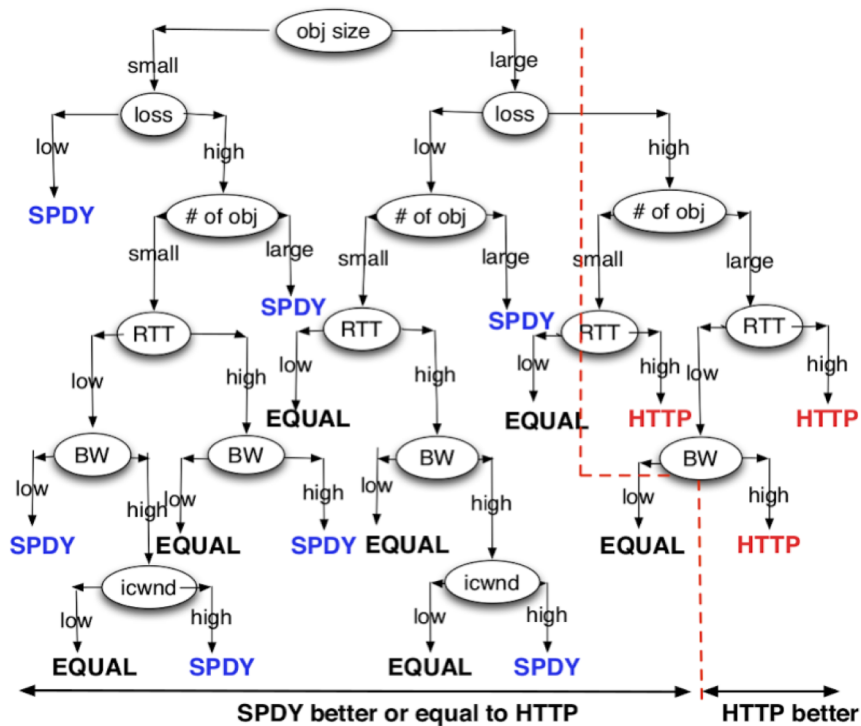 obj size
small
large
loss
loss
low
high
low
high
SPDY
# of obj
# of obj
# of obj
small
large
small
large
small
large
SPDY
SPDY
RTT
RTT
RTT
RTT
low
high
low
high
low
high
low
high
EQUAL
EQUAL
HTTP
HTTP
BW
BW
BW
BW
low
high
low
high
low
high
low
high
SPDY
EQUAL
SPDY
EQUAL
EQUAL
HTTP
icwnd
icwnd
low
high
low
high
EQUAL
SPDY
EQUAL
SPDY
SPDY better or equal to HTTP
HTTP better